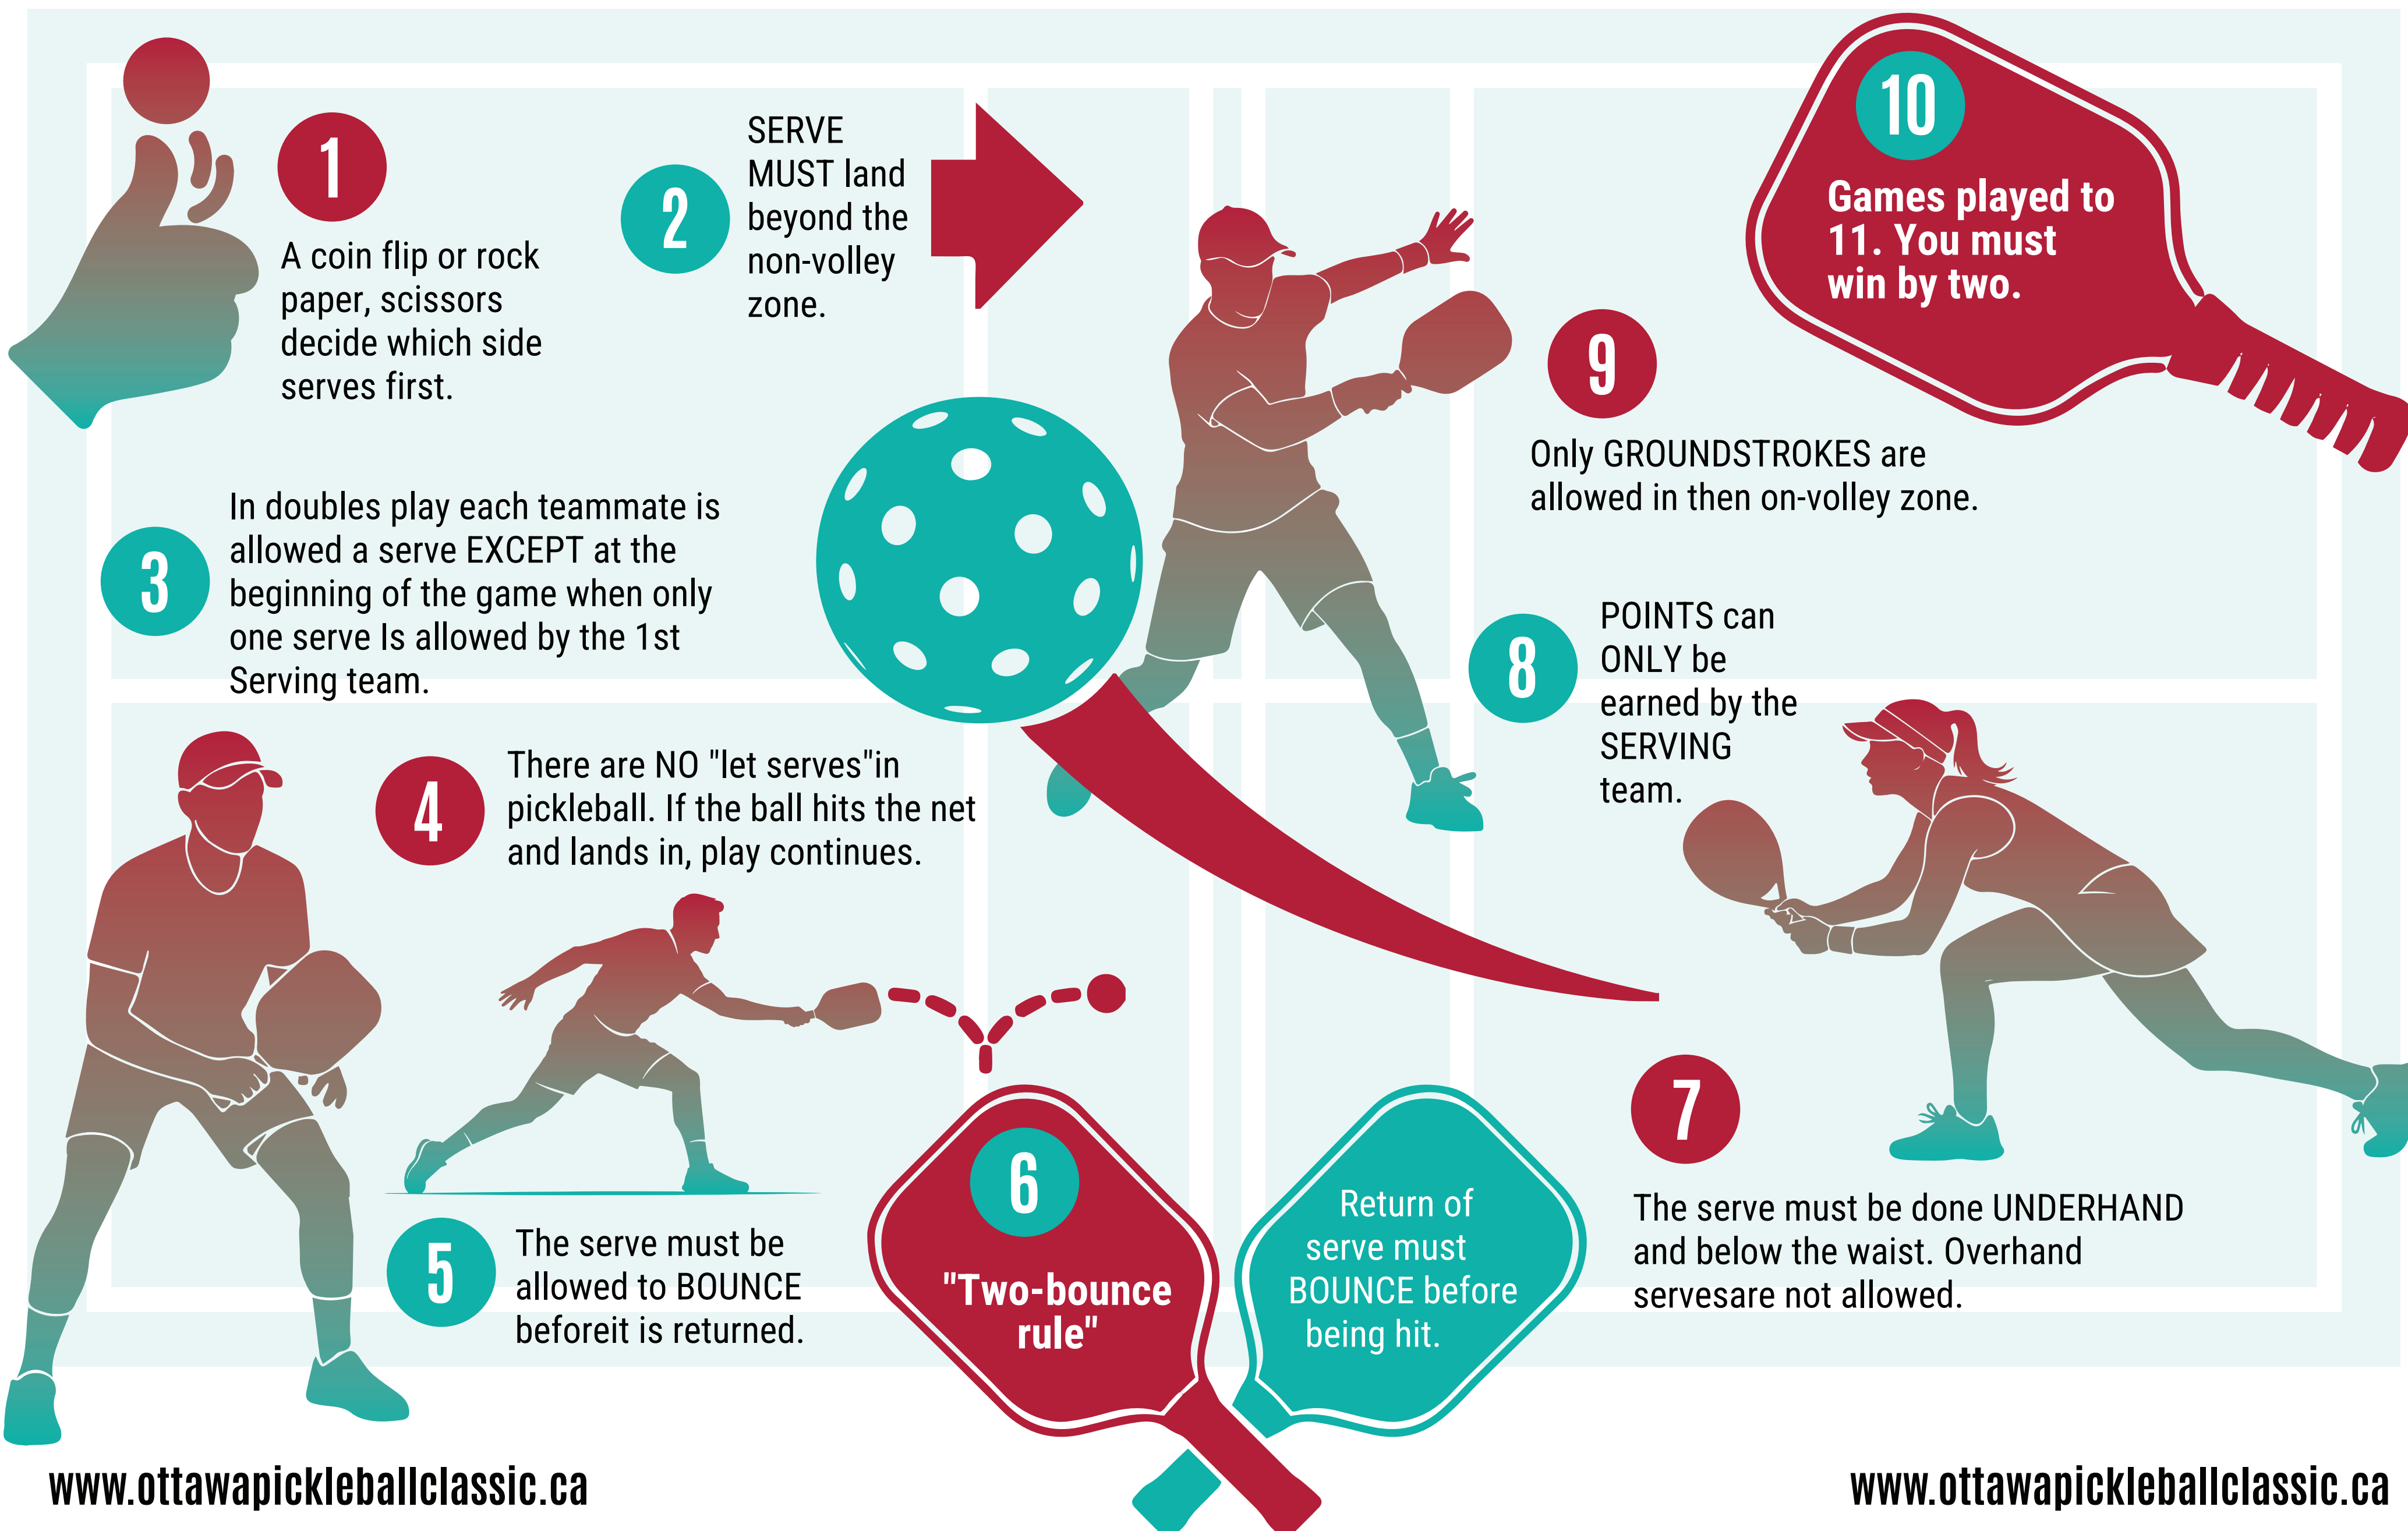 1
A coin flip or rock
paper, scissors
decide which side
serves first.
2
SERVE
MUST land
beyond the
non-volley
zone.
3
In doubles play each teammate is
allowed a serve EXCEPT at the
beginning of the game when only
one serve Is allowed by the 1st
Serving team.
4
There are NO "let serves"in
pickleball. If the ball hits the net
and lands in, play continues.
5
The serve must be
allowed to BOUNCE
beforeit is returned.
6
"Two-bounce
rule"
Return of
serve must
BOUNCE before
being hit.
7
The serve must be done UNDERHAND
and below the waist. Overhand
servesare not allowed.
8
POINTS can
ONLY be
earned by the
SERVING
team.
9
Only GROUNDSTROKES are
allowed in then on-volley zone.
10
Games played to
11. You must
win by two.
www.ottawapickleballclassic.ca
www.ottawapickleballclassic.ca